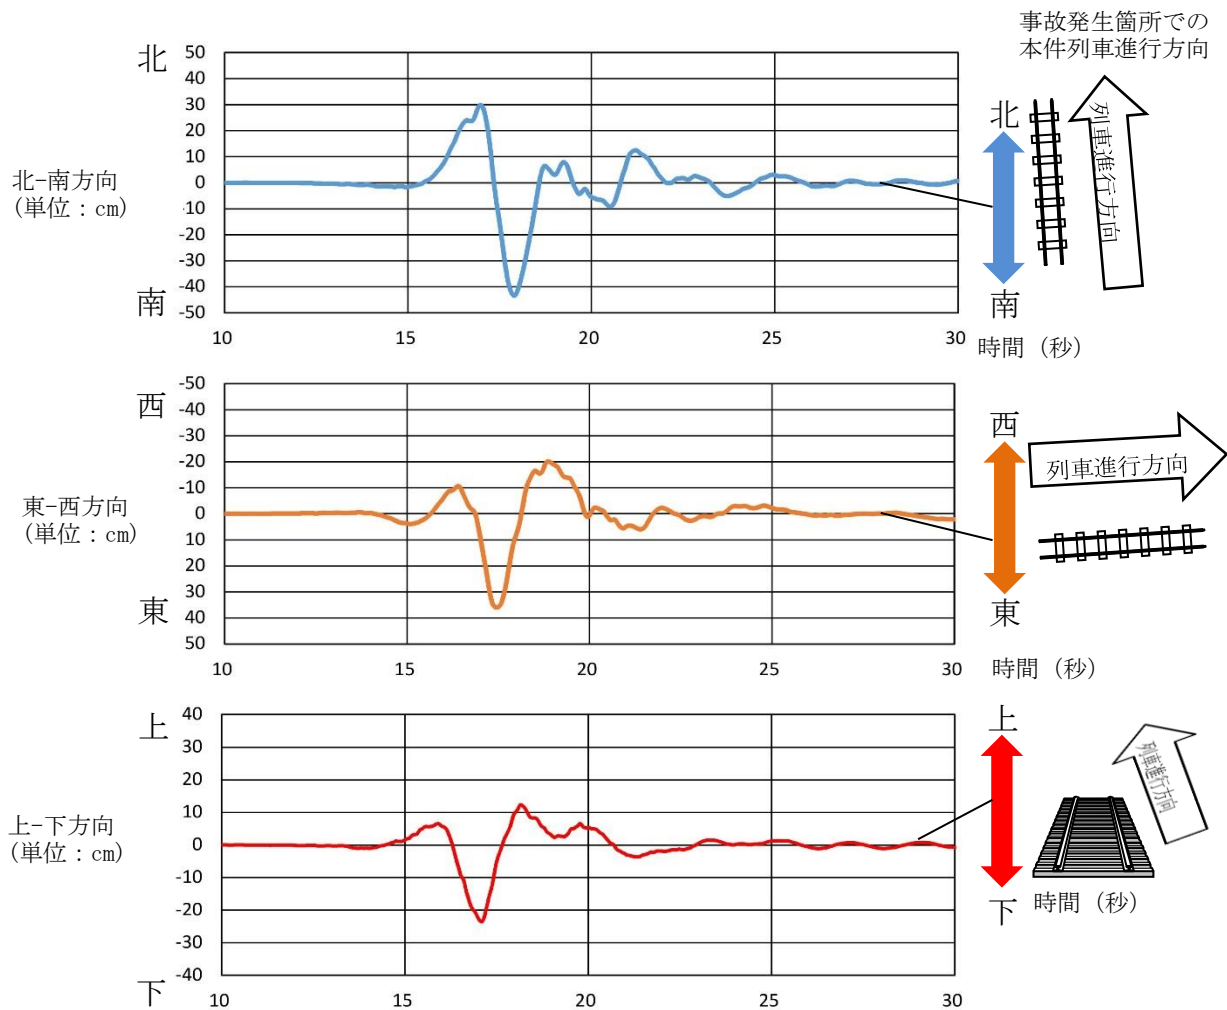 事故発生箇所での
本件列車進行方向
北
50
40
30
20
10
0
-10
-20
-30
-40
-50
南
北-南方向
(単位：cm)
10
15
20
25
30
時間（秒）
北
南
列車進行方向
西
-50
-40
-30
-20
-10
0
10
20
30
40
50
東
東-西方向
(単位：cm)
10
15
20
25
30
時間（秒）
西
東
列車進行方向
上
40
30
20
10
0
-10
-20
-30
-40
下
上-下方向
(単位：cm)
10
15
20
25
30
上
下
時間（秒）
列車進行方向